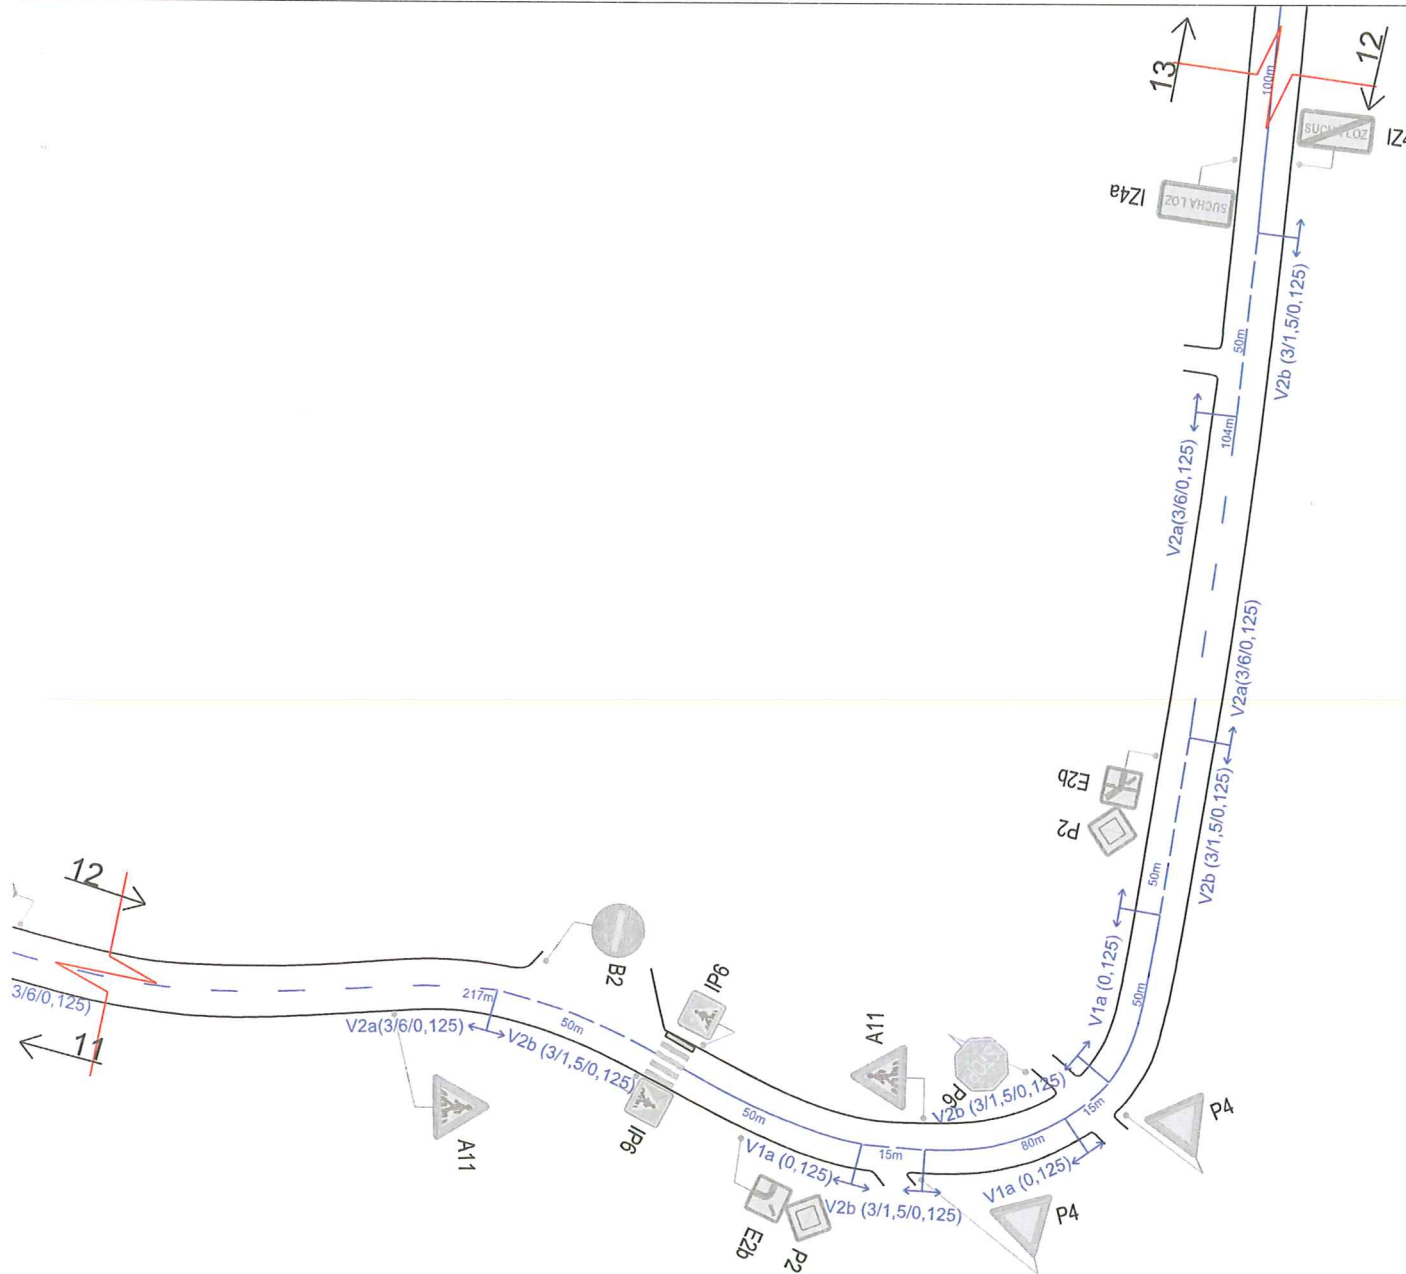 13
12
100m
SUCHA LOZ
IZ4a
SUCHA LOZ
V2b (3/1,5/0,125)
50m
V2a(3/6/0,125)
104m
V2a(3/6/0,125)
E2b
P2
V2b (3/1,5/0,125)
50m
V1a (0,125)
50m
12
11
3/6/0,125)
217m
V2a(3/6/0,125)
V2b (3/1,5/0,125)
50m
B2
IP6
IP6
A11
A11
STOP
P6
V2b (3/1,5/0,125)
15m
P4
50m
80m
15m
V1a (0,125)
V1a (0,125)
V2b (3/1,5/0,125)
P4
E2b
P2